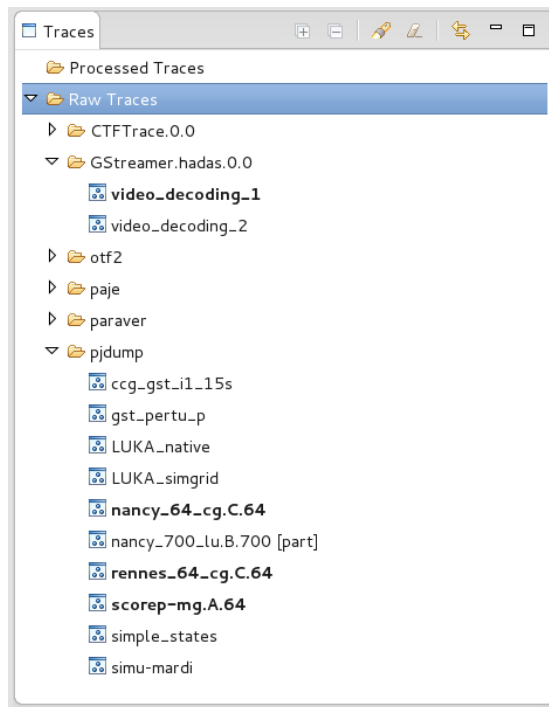 Traces
Processed Traces
Raw Traces
CTFTrace.0.0
GStreamer.hadas.0.0
video_decoding_1
video_decoding_2
otf2
paje
paraver
pjdump
ccg_gst_i1_15s
gst_pertu_p
LUKA_native
LUKA_simgrid
nancy_64_cg.C.64
nancy_700_lu.B.700 [part]
rennes_64_cg.C.64
scorep-mg.A.64
simple_states
simu-mardi